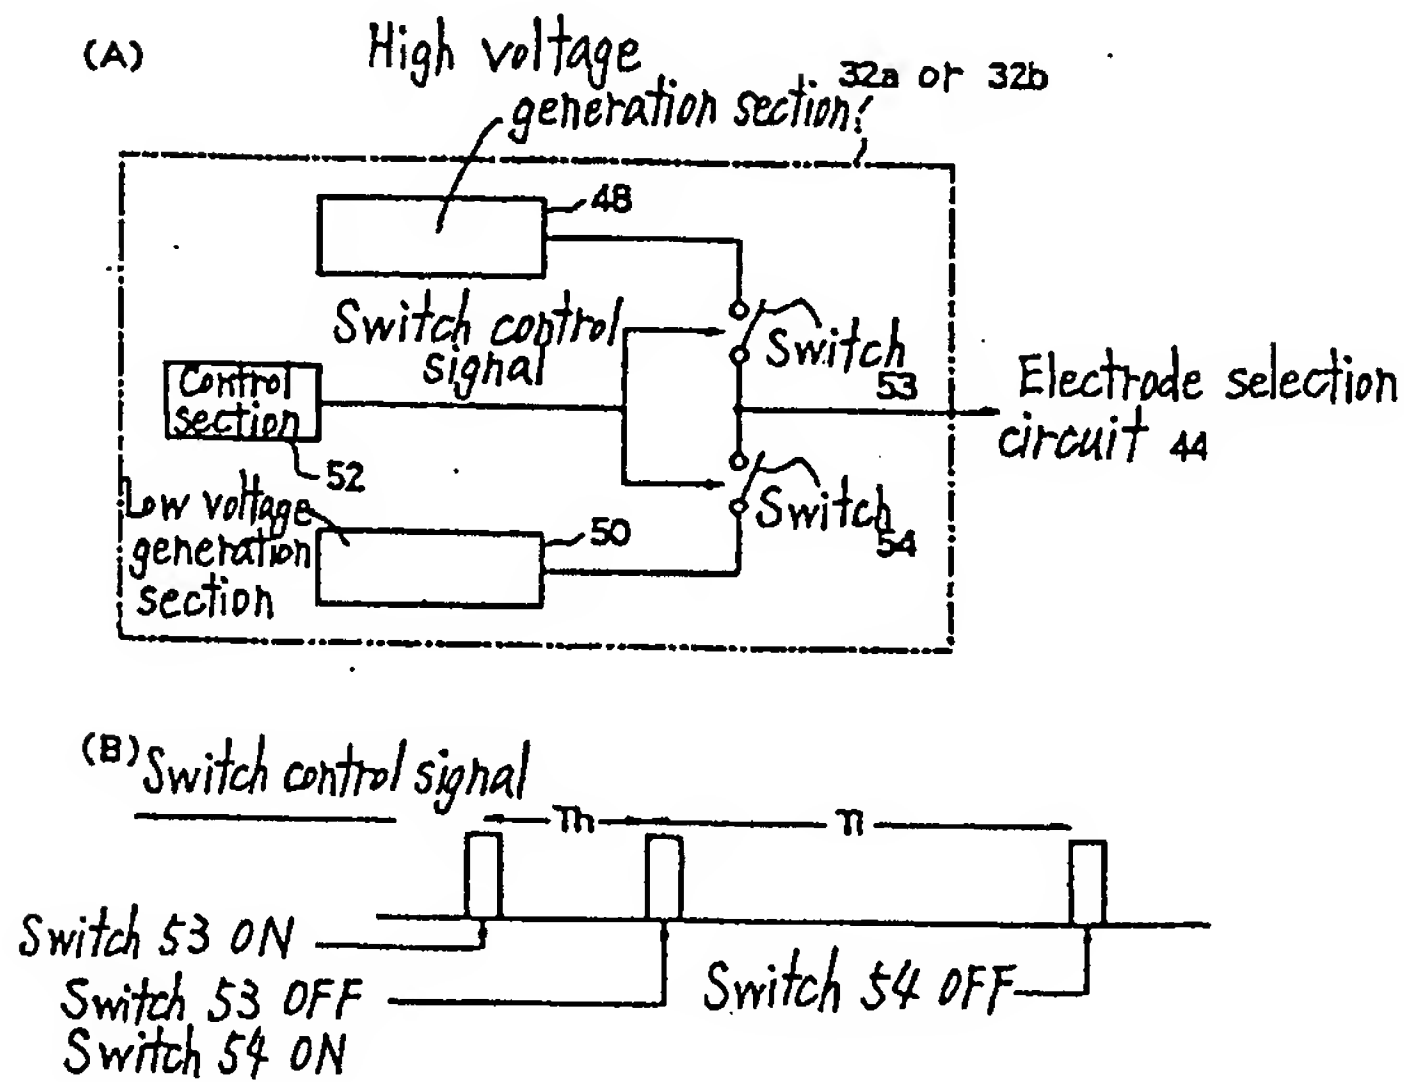 (A)
High voltage
generation section
32a or 32b
48
Switch control
signal
Switch
53
Control
section
52
Electrode selection
circuit 44
Low voltage
generation
section
50
Switch
54
(B)
Switch control signal
Th
Tl
Switch 53 ON
Switch 53 OFF
Switch 54 ON
Switch 54 OFF